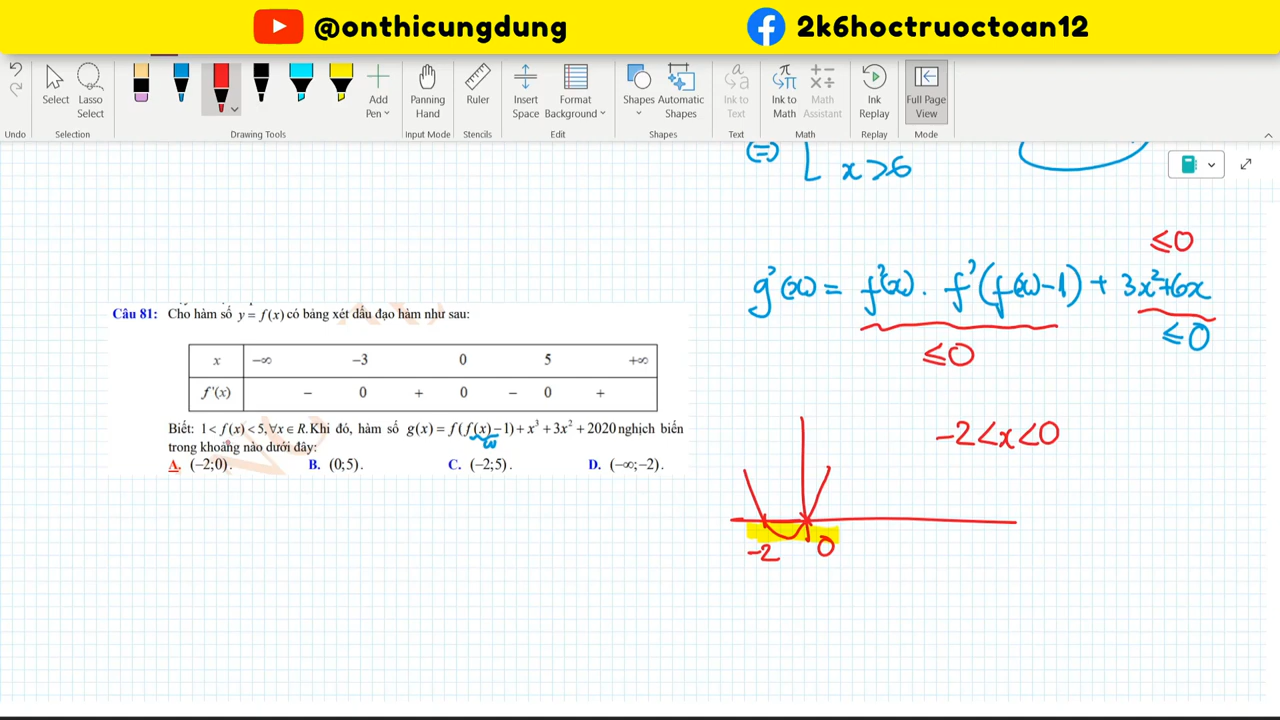 @onthicungdung
2k6hoctruoctoan12
Undo
Select
Lasso Select
Selection
Drawing Tools
Add Pen
Panning Hand
Input Mode
Ruler
Stencils
Insert Space
Format Background
Edit
Shapes
Automatic Shapes
Shapes
Ink to Text
Text
Ink to Math
Math Assistant
Math
Ink Replay
Replay
Full Page View
Mode
(=) [ x > 6
≤0
g'(x) = f'(x) . f'(f(x)-1) + 3x²+6x
≤0
≤0
-2<x<0
-2 0
Câu 81: Cho hàm số y = f(x) có bảng xét dấu đạo hàm như sau:
x −∞ −3 0 5 +∞
f'(x) − 0 + 0 − 0 +
Biết: 1 < f(x) < 5, ∀x ∈ R. Khi đó, hàm số g(x) = f(f(x)−1) + x³ + 3x² + 2020 nghịch biến
trong khoảng nào dưới đây:
A. (−2;0). B. (0;5). C. (−2;5). D. (−∞;−2).